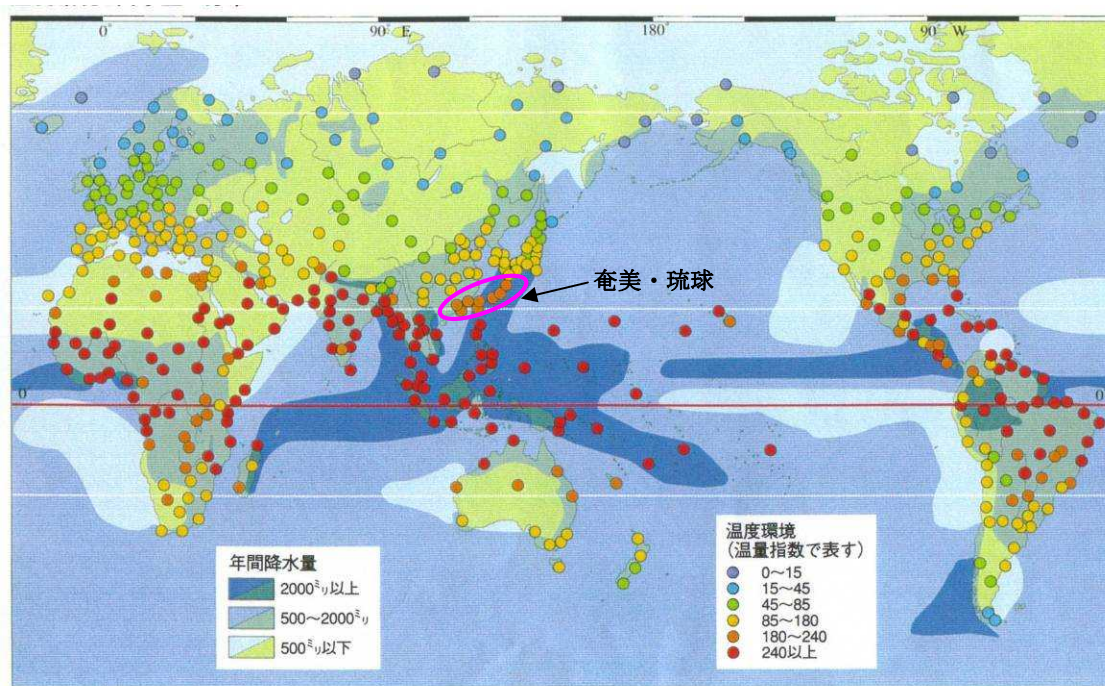 0°
90° E
180°
90° W
奄美・琉球
0
0
年間降水量
2000ミリ以上
500〜2000ミリ
500ミリ以下
温度環境
(温量指数で表す)
0〜15
15〜45
45〜85
85〜180
180〜240
240以上